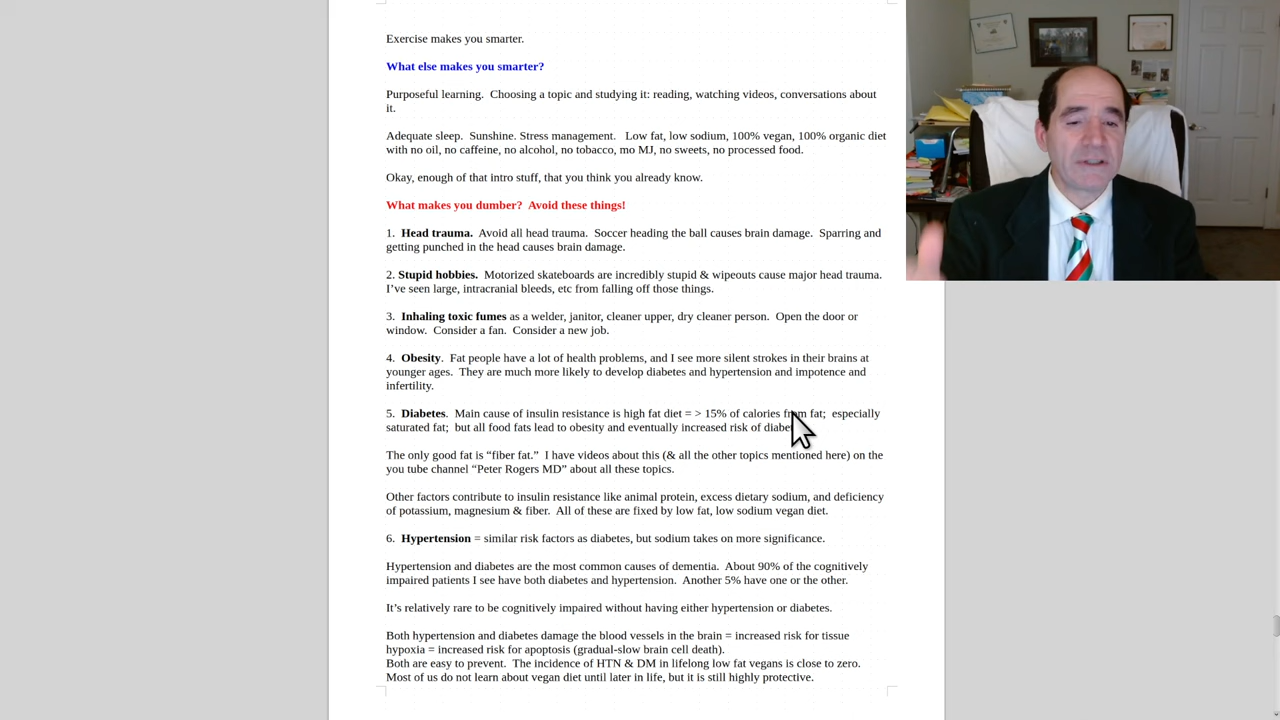 Exercise makes you smarter.
What else makes you smarter?
Purposeful learning.  Choosing a topic and studying it: reading, watching videos, conversations about
it.
Adequate sleep.  Sunshine. Stress management.   Low fat, low sodium, 100% vegan, 100% organic diet
with no oil, no caffeine, no alcohol, no tobacco, mo MJ, no sweets, no processed food.
Okay, enough of that intro stuff, that you think you already know.
What makes you dumber?  Avoid these things!
1.  Head trauma.  Avoid all head trauma.  Soccer heading the ball causes brain damage.  Sparring and
getting punched in the head causes brain damage.
2. Stupid hobbies.  Motorized skateboards are incredibly stupid & wipeouts cause major head trauma.
I’ve seen large, intracranial bleeds, etc from falling off those things.
3.  Inhaling toxic fumes as a welder, janitor, cleaner upper, dry cleaner person.  Open the door or
window.  Consider a fan.  Consider a new job.
4.  Obesity.  Fat people have a lot of health problems, and I see more silent strokes in their brains at
younger ages.  They are much more likely to develop diabetes and hypertension and impotence and
infertility.
5.  Diabetes.  Main cause of insulin resistance is high fat diet = > 15% of calories from fat;  especially
saturated fat;  but all food fats lead to obesity and eventually increased risk of
The only good fat is “fiber fat.”  I have videos about this (& all the other topics mentioned here) on the
you tube channel “Peter Rogers MD” about all these topics.
Other factors contribute to insulin resistance like animal protein, excess dietary sodium, and deficiency
of potassium, magnesium & fiber.  All of these are fixed by low fat, low sodium vegan diet.
6.  Hypertension = similar risk factors as diabetes, but sodium takes on more significance.
Hypertension and diabetes are the most common causes of dementia.  About 90% of the cognitively
impaired patients I see have both diabetes and hypertension.  Another 5% have one or the other.
It’s relatively rare to be cognitively impaired without having either hypertension or diabetes.
Both hypertension and diabetes damage the blood vessels in the brain = increased risk for tissue
hypoxia = increased risk for apoptosis (gradual-slow brain cell death).
Both are easy to prevent.  The incidence of HTN & DM in lifelong low fat vegans is close to zero.
Most of us do not learn about vegan diet until later in life, but it is still highly protective.